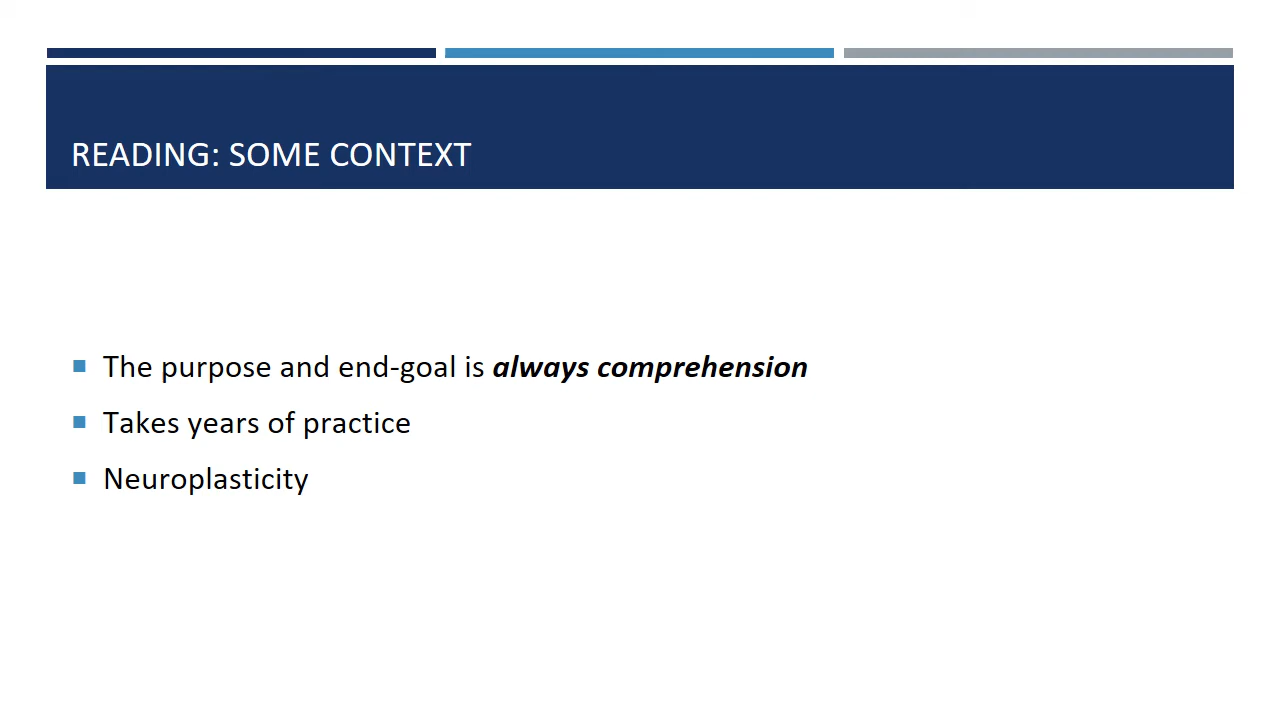 READING: SOME CONTEXT
The purpose and end-goal is always comprehension
Takes years of practice
Neuroplasticity